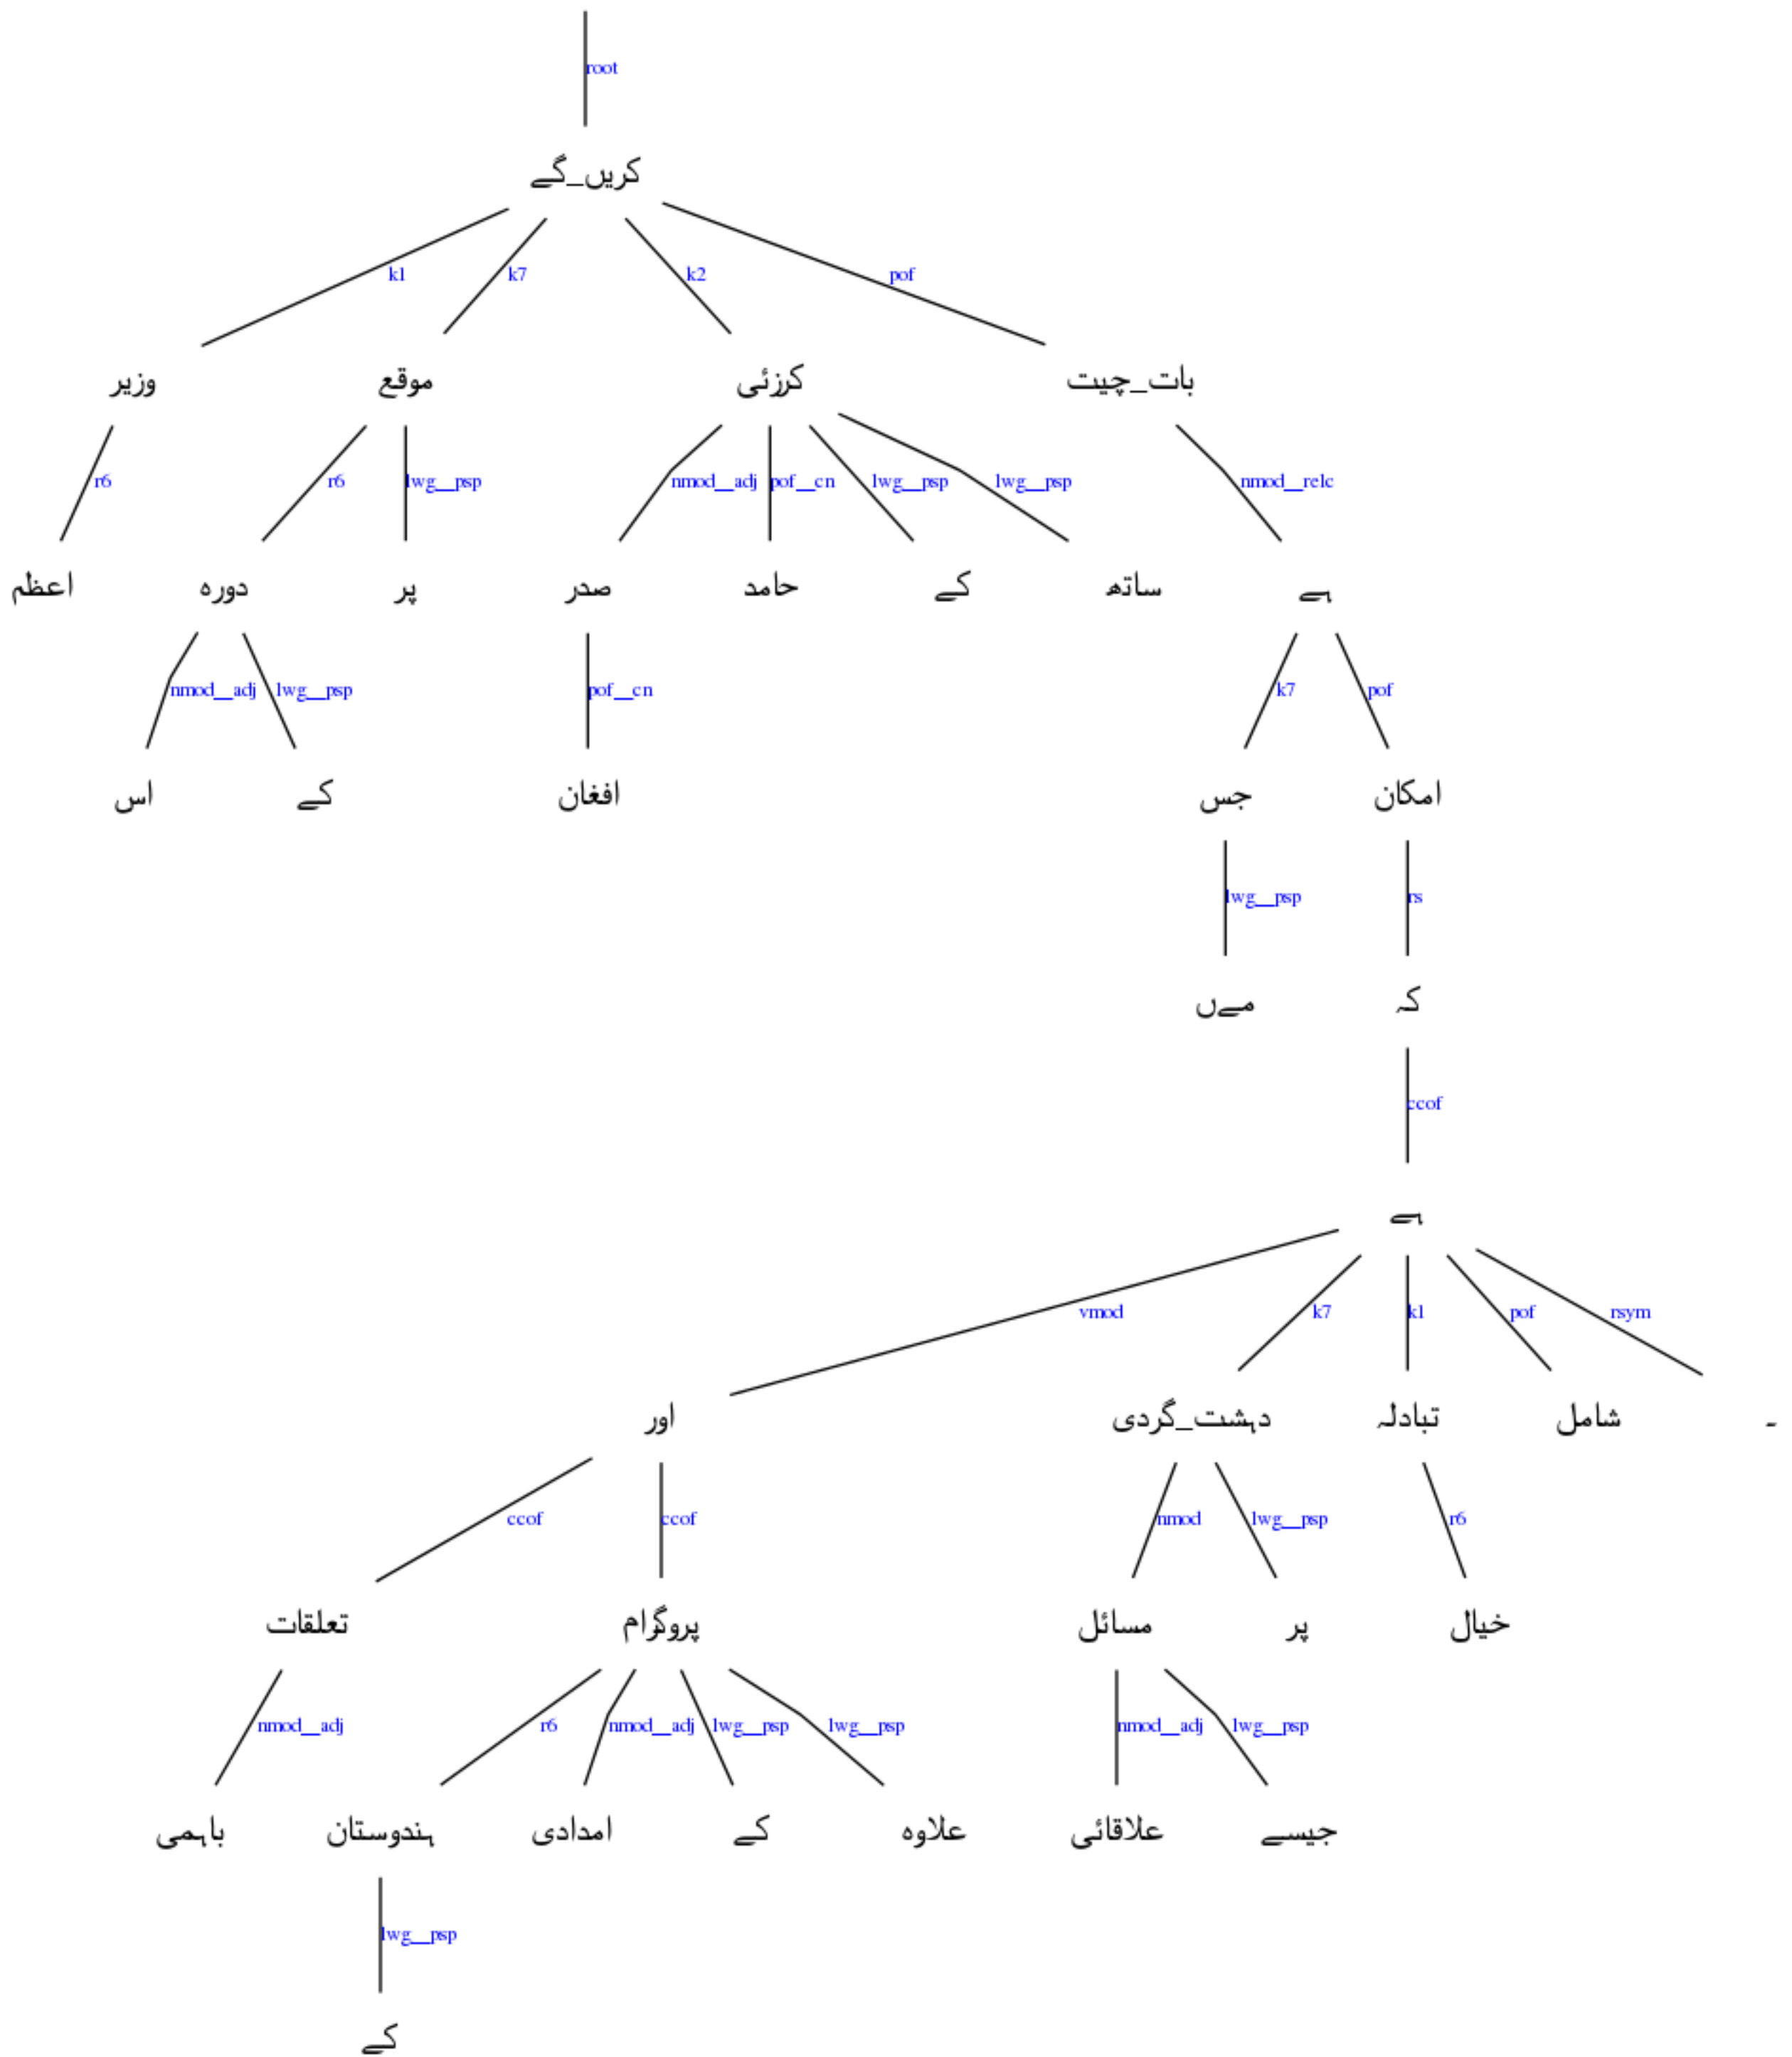 root
کریں_گے
k1 k7 k2 pof
وزیر موقع کرزئی بات_چیت
r6 r6 lwg__psp nmod__adj pof__cn lwg__psp lwg__psp nmod__relc
اعظم دورہ پر صدر حامد کے ساتھ ہے
nmod__adj lwg__psp pof__cn k7 pof
اس کے افغان جس امکان
lwg__psp rs
مےں کہ
ccof
ہے
vmod k7 k1 pof rsym
اور دہشت_گردی تبادلہ شامل ۔
ccof ccof nmod lwg__psp r6
تعلقات پروگرام مسائل پر خیال
nmod__adj r6 nmod__adj lwg__psp lwg__psp nmod__adj lwg__psp
باہمی ہندوستان امدادی کے علاوہ علاقائی جیسے
lwg__psp
کے